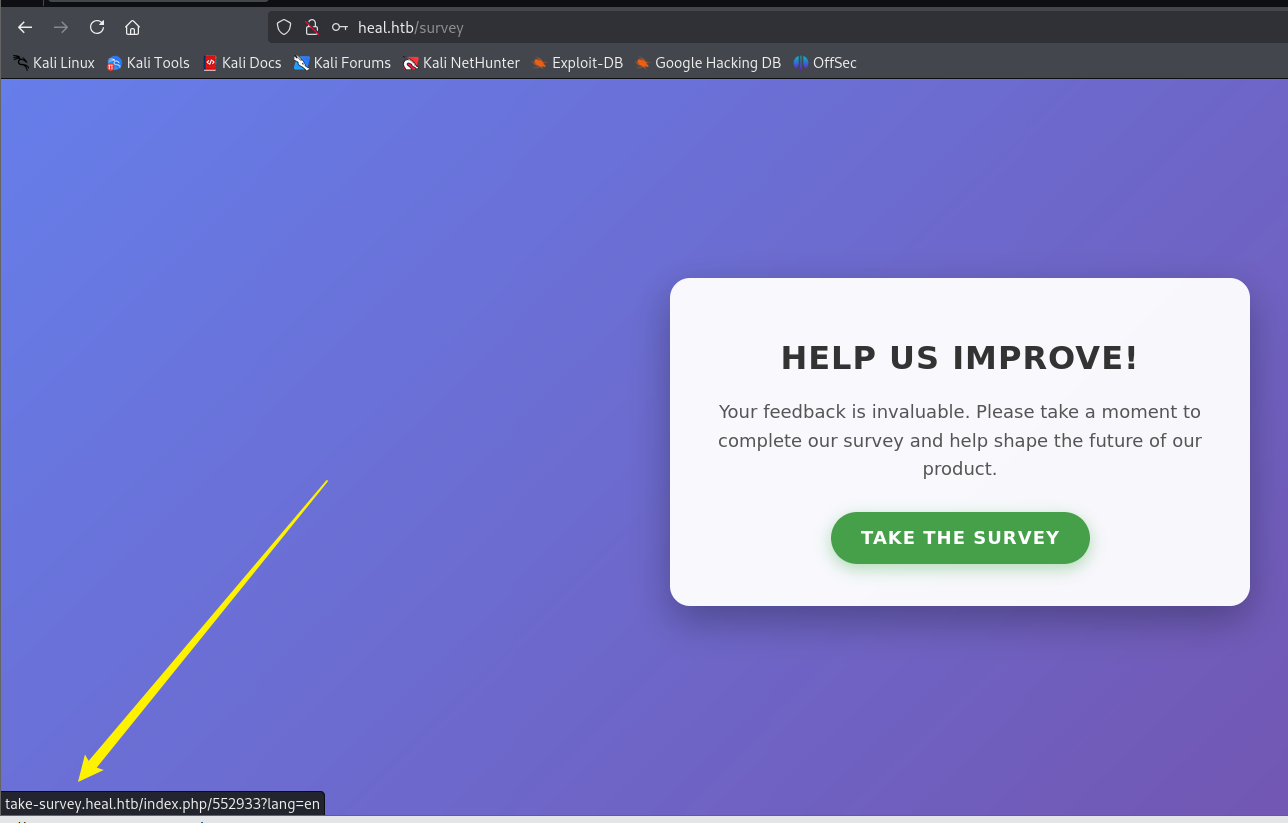 heal.htb/survey
Kali Linux Kali Tools Kali Docs Kali Forums Kali NetHunter Exploit-DB Google Hacking DB OffSec
HELP US IMPROVE!
Your feedback is invaluable. Please take a moment to
complete our survey and help shape the future of our
product.
TAKE THE SURVEY
take-survey.heal.htb/index.php/552933?lang=en